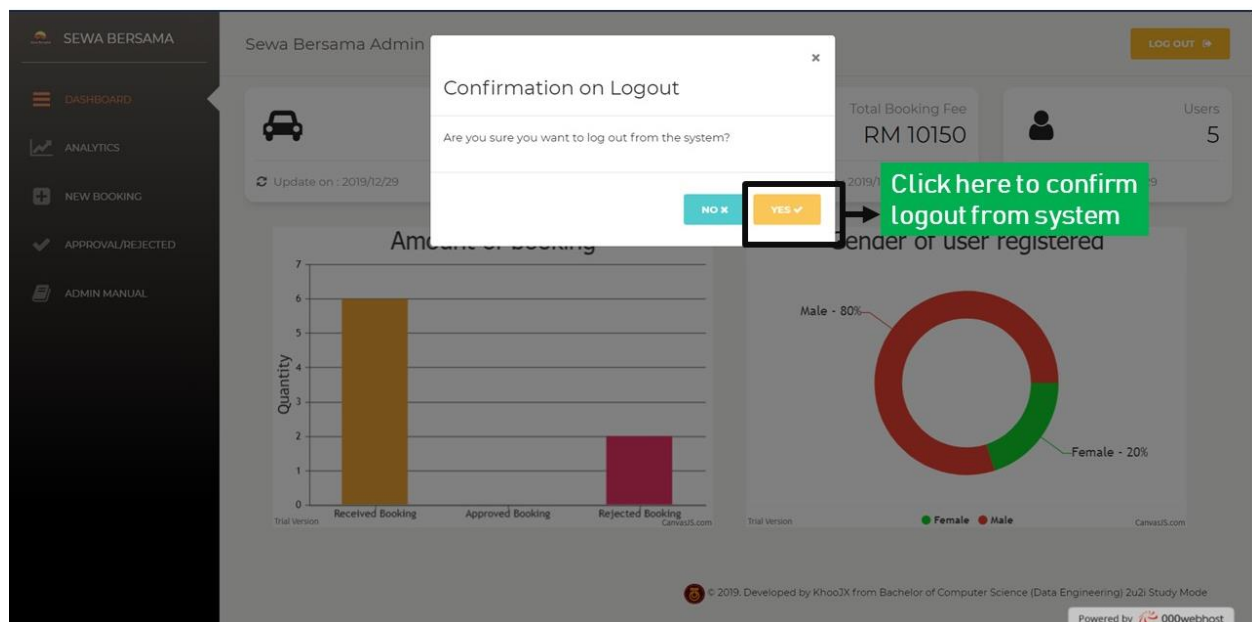 SEWA BERSAMA
Sewa Bersama Admin
LOG OUT
DASHBOARD
ANALYTICS
NEW BOOKING
APPROVAL/REJECTED
ADMIN MANUAL
×
Confirmation on Logout
Are you sure you want to log out from the system?
NO ✖
YES ✔
Click here to confirm
logout from system
Update on : 2019/12/29
Total Booking Fee
RM 10150
Users
5
Quantity
7
6
5
4
3
2
1
0
Received Booking
Approved Booking
Rejected Booking
Trial Version
CanvasJS.com
Gender of user registered
Male - 80%
Female - 20%
Female
Male
Trial Version
CanvasJS.com
© 2019. Developed by KhooJX from Bachelor of Computer Science (Data Engineering) 2u2i Study Mode
Powered by 000webhost